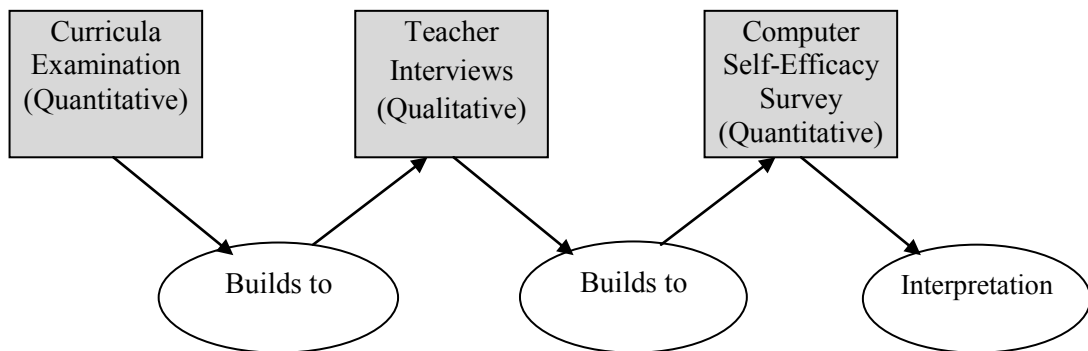 Curricula
Examination
(Quantitative)
Teacher
Interviews
(Qualitative)
Computer
Self-Efficacy
Survey
(Quantitative)
Builds to
Builds to
Interpretation